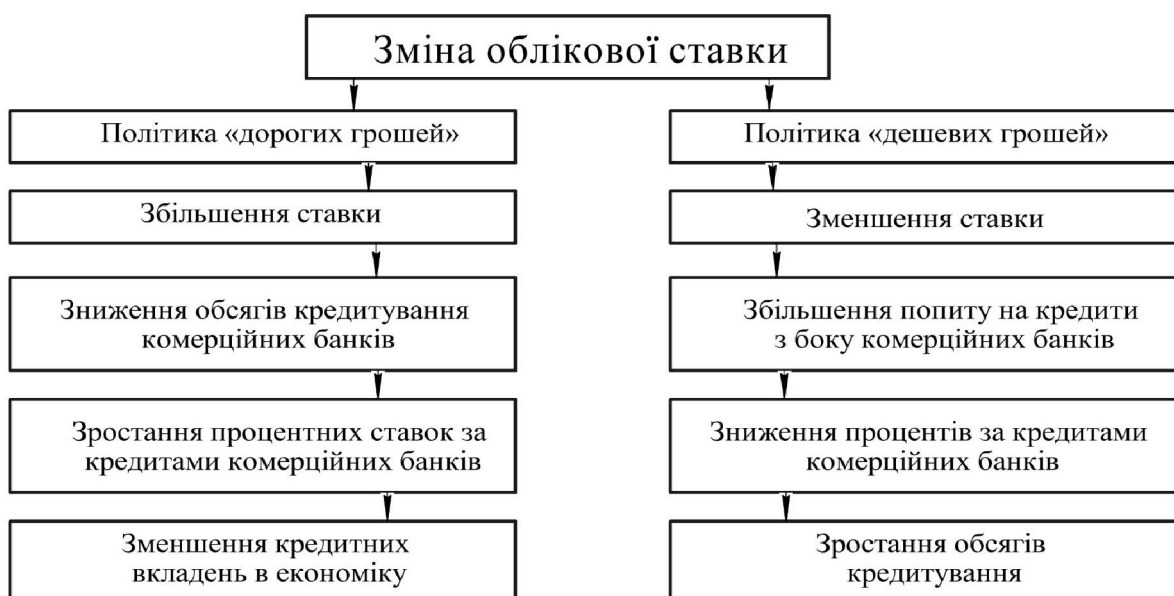 Зміна облікової ставки
Політика «дорогих грошей»
Збільшення ставки
Зниження обсягів кредитування
комерційних банків
Зростання процентних ставок за
кредитами комерційних банків
Зменшення кредитних
вкладень в економіку
Політика «дешевих грошей»
Зменшення ставки
Збільшення попиту на кредити
з боку комерційних банків
Зниження процентів за кредитами
комерційних банків
Зростання обсягів
кредитування